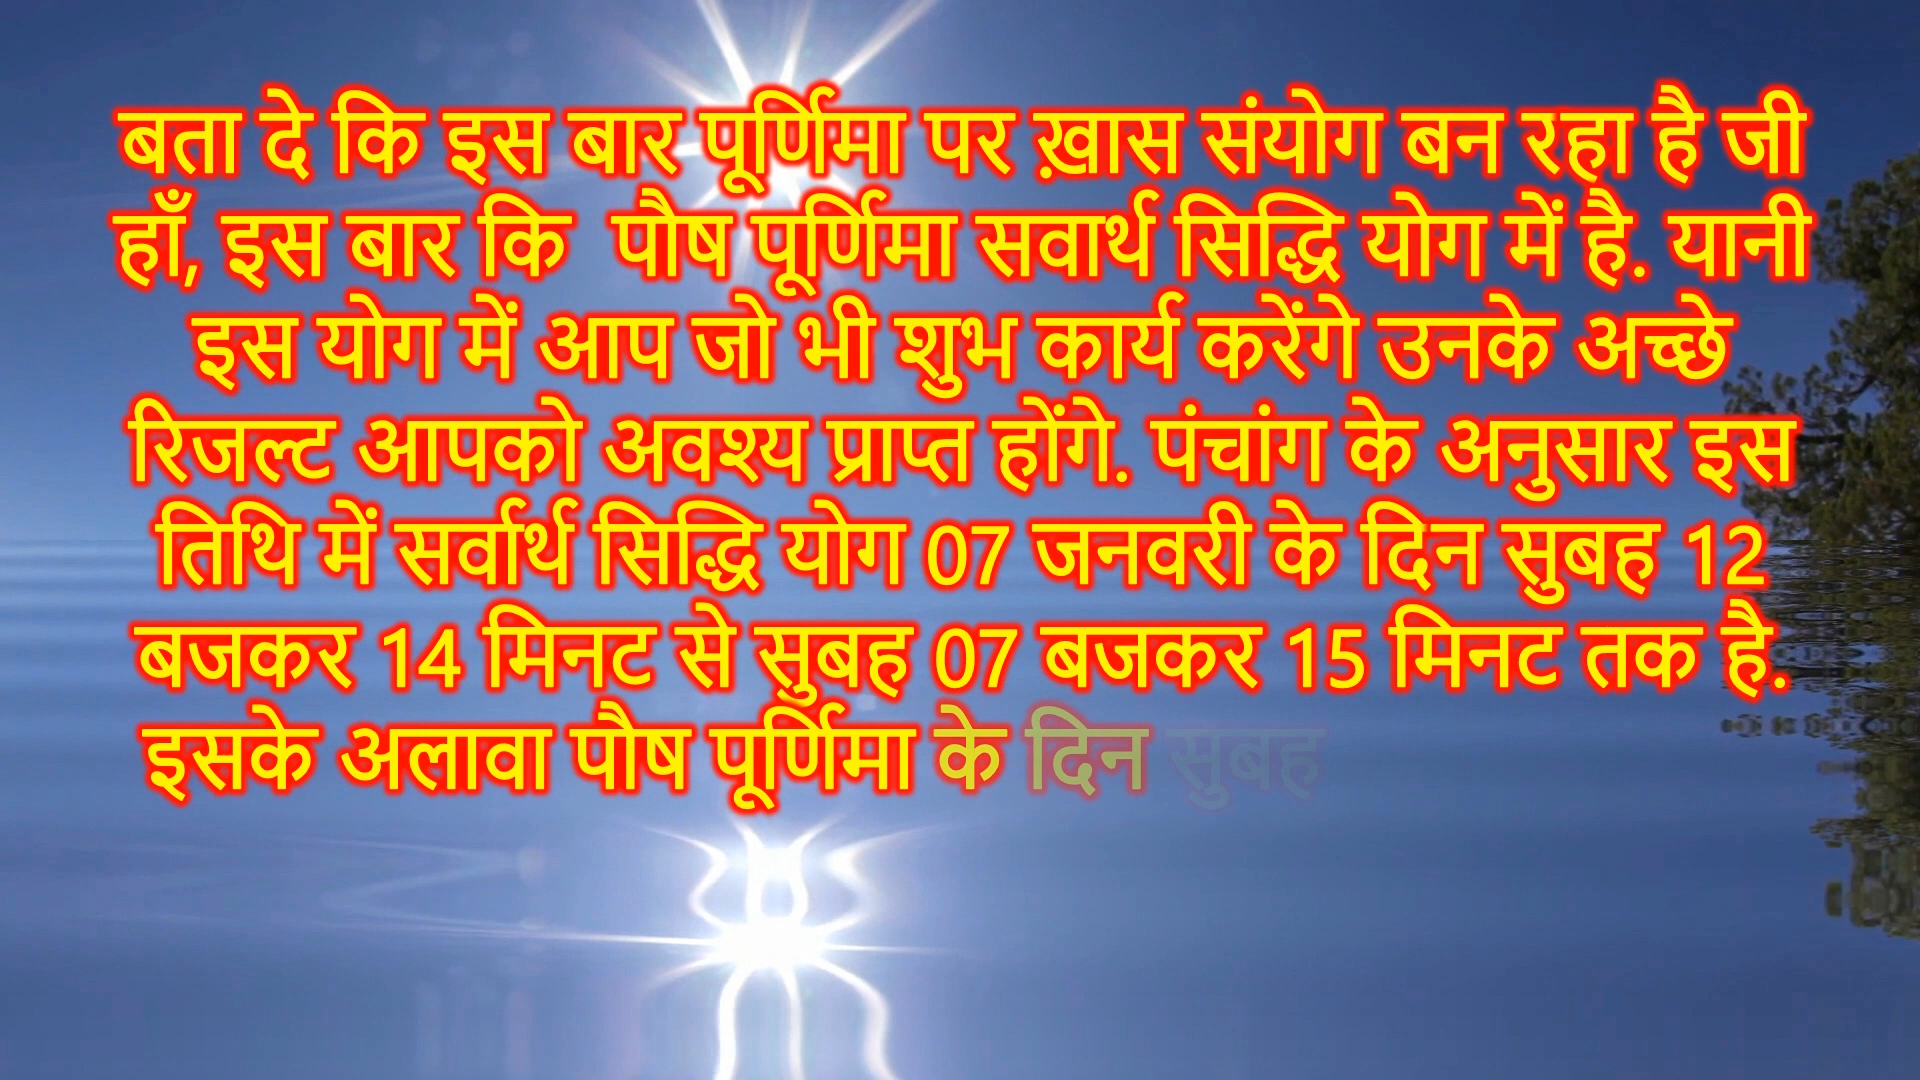 बता दे कि इस बार पूर्णिमा पर ख़ास संयोग बन रहा है जी
हाँ, इस बार कि पौष पूर्णिमा सवार्थ सिद्धि योग में है. यानी
इस योग में आप जो भी शुभ कार्य करेंगे उनके अच्छे
रिजल्ट आपको अवश्य प्राप्त होंगे. पंचांग के अनुसार इस
तिथि में सर्वार्थ सिद्धि योग 07 जनवरी के दिन सुबह 12
बजकर 14 मिनट से सुबह 07 बजकर 15 मिनट तक है.
इसके अलावा पौष पूर्णिमा के दिन सुबह